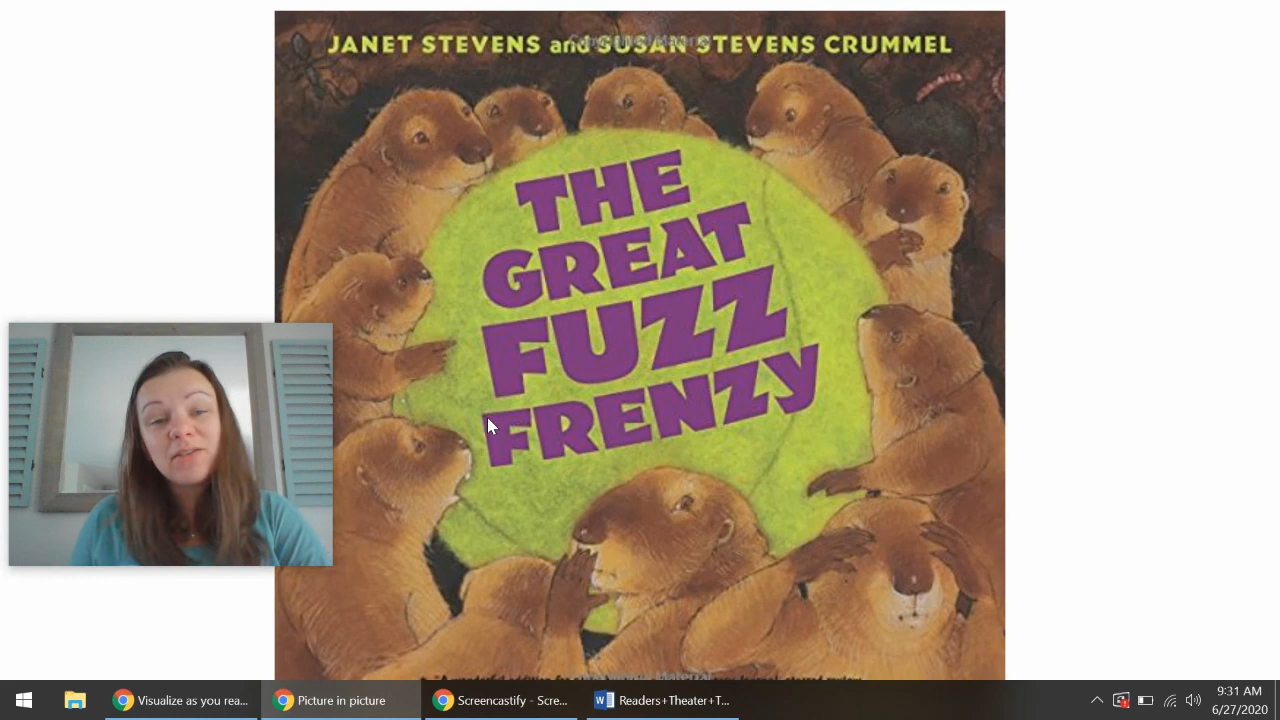 JANET STEVENS and SUSAN STEVENS CRUMMEL
THE
GREAT
FUZZ
FRENZY
Visualize as you rea...
Picture in picture
Screencastify - Scre...
Readers+Theater+T...
9:31 AM
6/27/2020